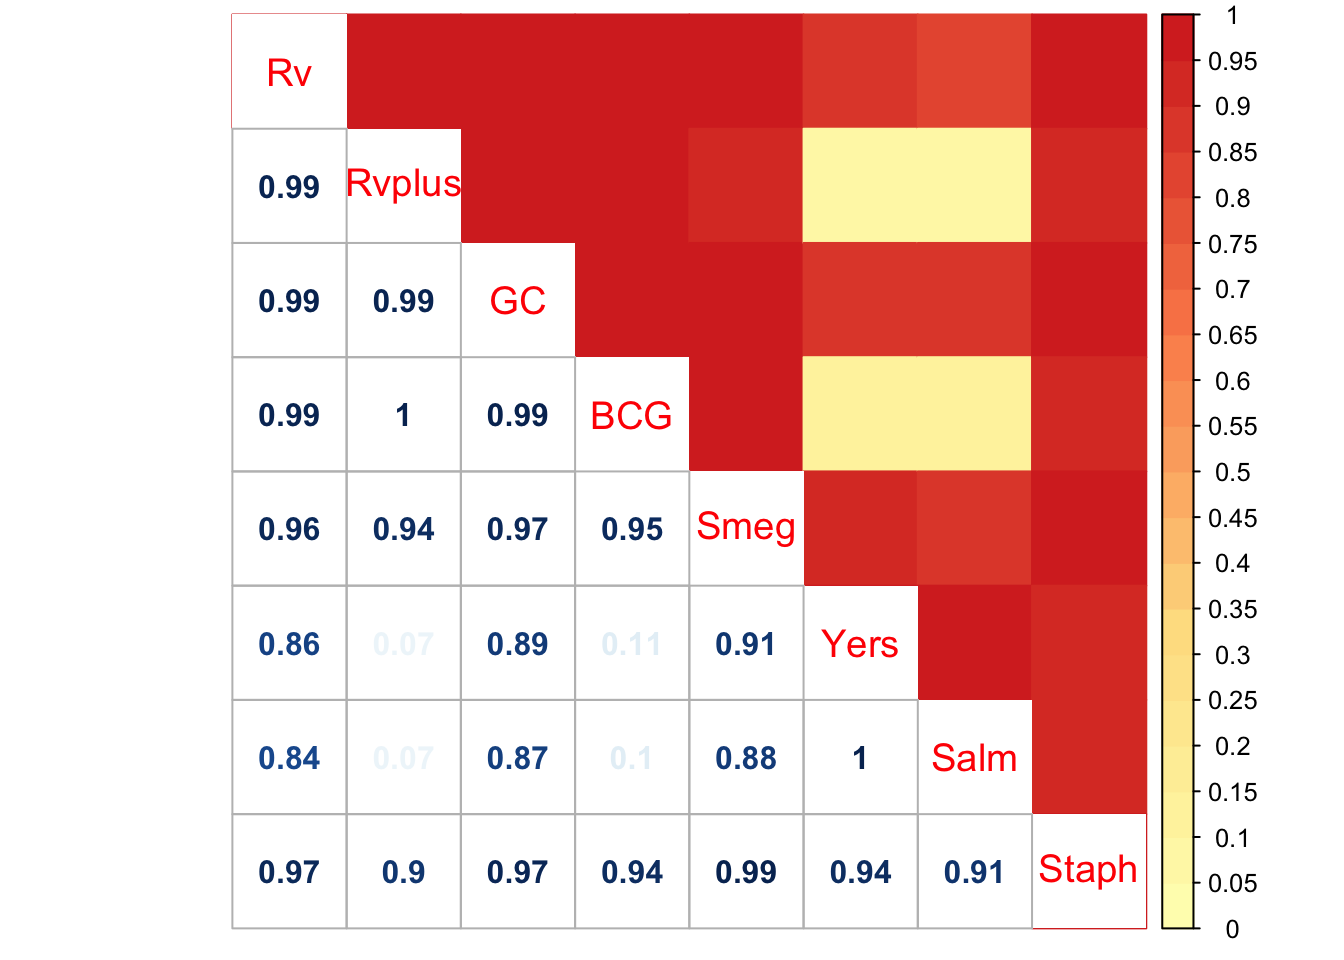 Rv
0.99 Rvplus
0.99 0.99 GC
0.99 1 0.99 BCG
0.96 0.94 0.97 0.95 Smeg
0.86 0.07 0.89 0.11 0.91 Yers
0.84 0.07 0.87 0.1 0.88 1 Salm
0.97 0.9 0.97 0.94 0.99 0.94 0.91 Staph
1
0.95
0.9
0.85
0.8
0.75
0.7
0.65
0.6
0.55
0.5
0.45
0.4
0.35
0.3
0.25
0.2
0.15
0.1
0.05
0